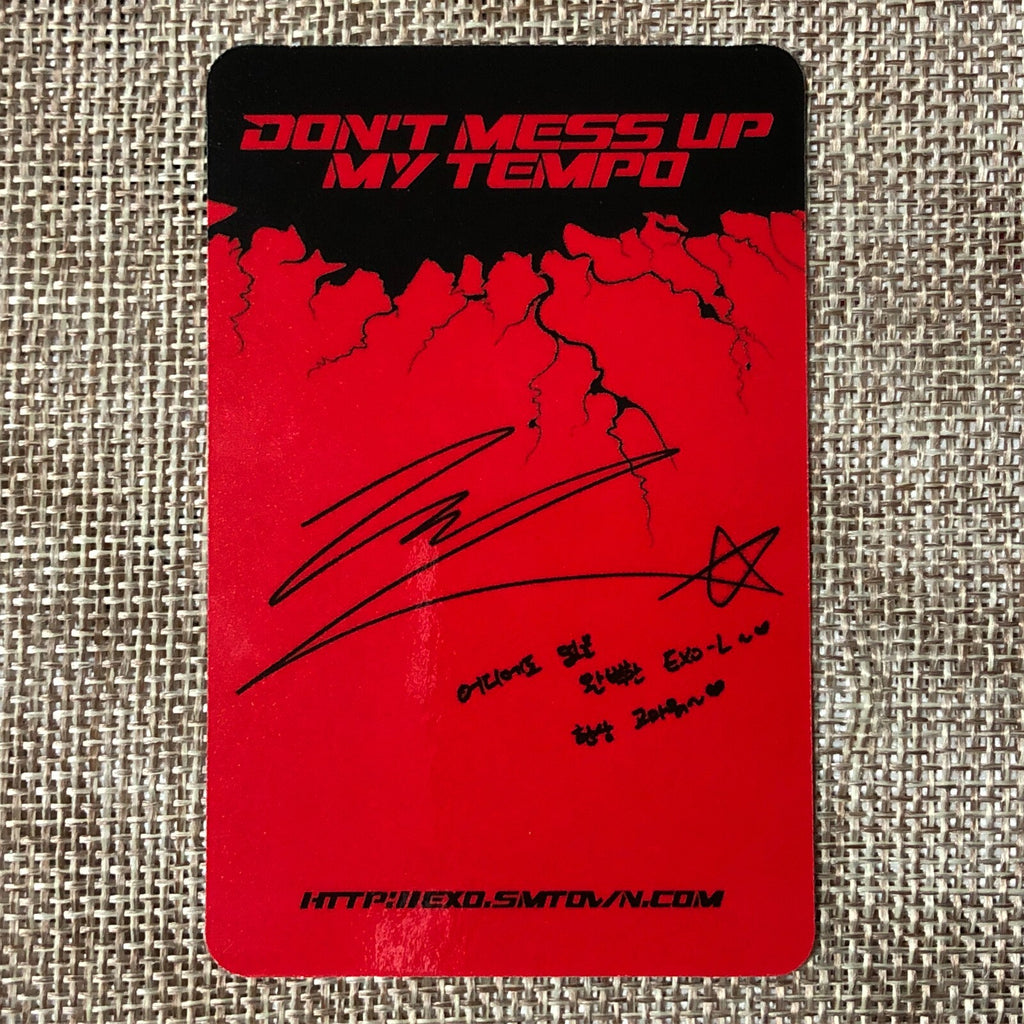 DON'T MESS UP
MY TEMPO
어디에도 없는
완벽한 EXO-L~♥
항상 고마워~♥
HTTP://EXO.SMTOWN.COM